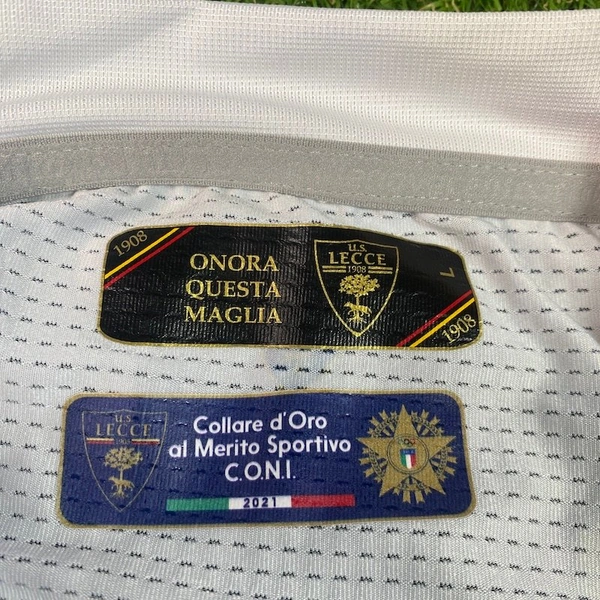 1908
ONORA
QUESTA
MAGLIA
U.S.
LECCE
1908
L
1908
U.S.
LECCE
1908
Collare d'Oro
al Merito Sportivo
C.O.N.I.
2021